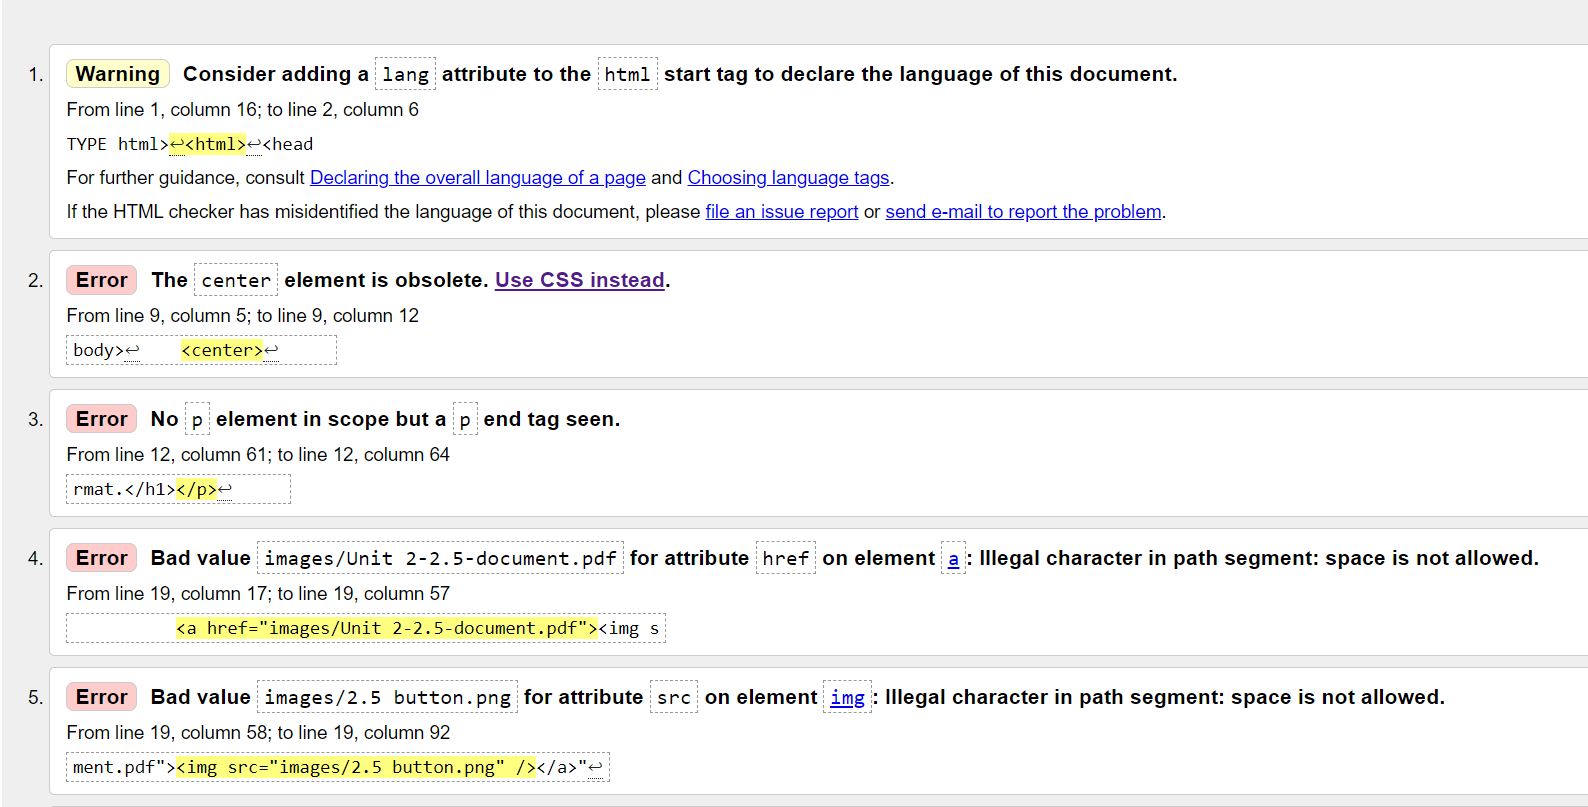 1. Warning Consider adding a lang attribute to the html start tag to declare the language of this document.
From line 1, column 16; to line 2, column 6
TYPE html>↩<html>↩<head
For further guidance, consult Declaring the overall language of a page and Choosing language tags.
If the HTML checker has misidentified the language of this document, please file an issue report or send e-mail to report the problem.
2. Error The center element is obsolete. Use CSS instead.
From line 9, column 5; to line 9, column 12
body>↩    <center>↩
3. Error No p element in scope but a p end tag seen.
From line 12, column 61; to line 12, column 64
rmat.</h1></p>↩
4. Error Bad value images/Unit 2-2.5-document.pdf for attribute href on element a: Illegal character in path segment: space is not allowed.
From line 19, column 17; to line 19, column 57
<a href="images/Unit 2-2.5-document.pdf"><img s
5. Error Bad value images/2.5 button.png for attribute src on element img: Illegal character in path segment: space is not allowed.
From line 19, column 58; to line 19, column 92
ment.pdf"><img src="images/2.5 button.png" /></a>"↩